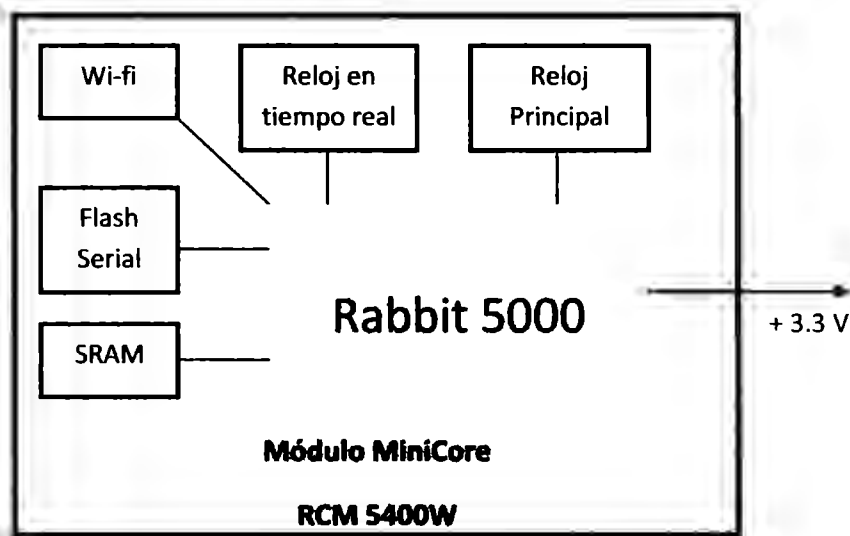 Wi-fi
Reloj en
tiempo real
Reloj
Principal
Flash
Serial
SRAM
Rabbit 5000
+ 3.3 V
Módulo MiniCore
RCM 5400W